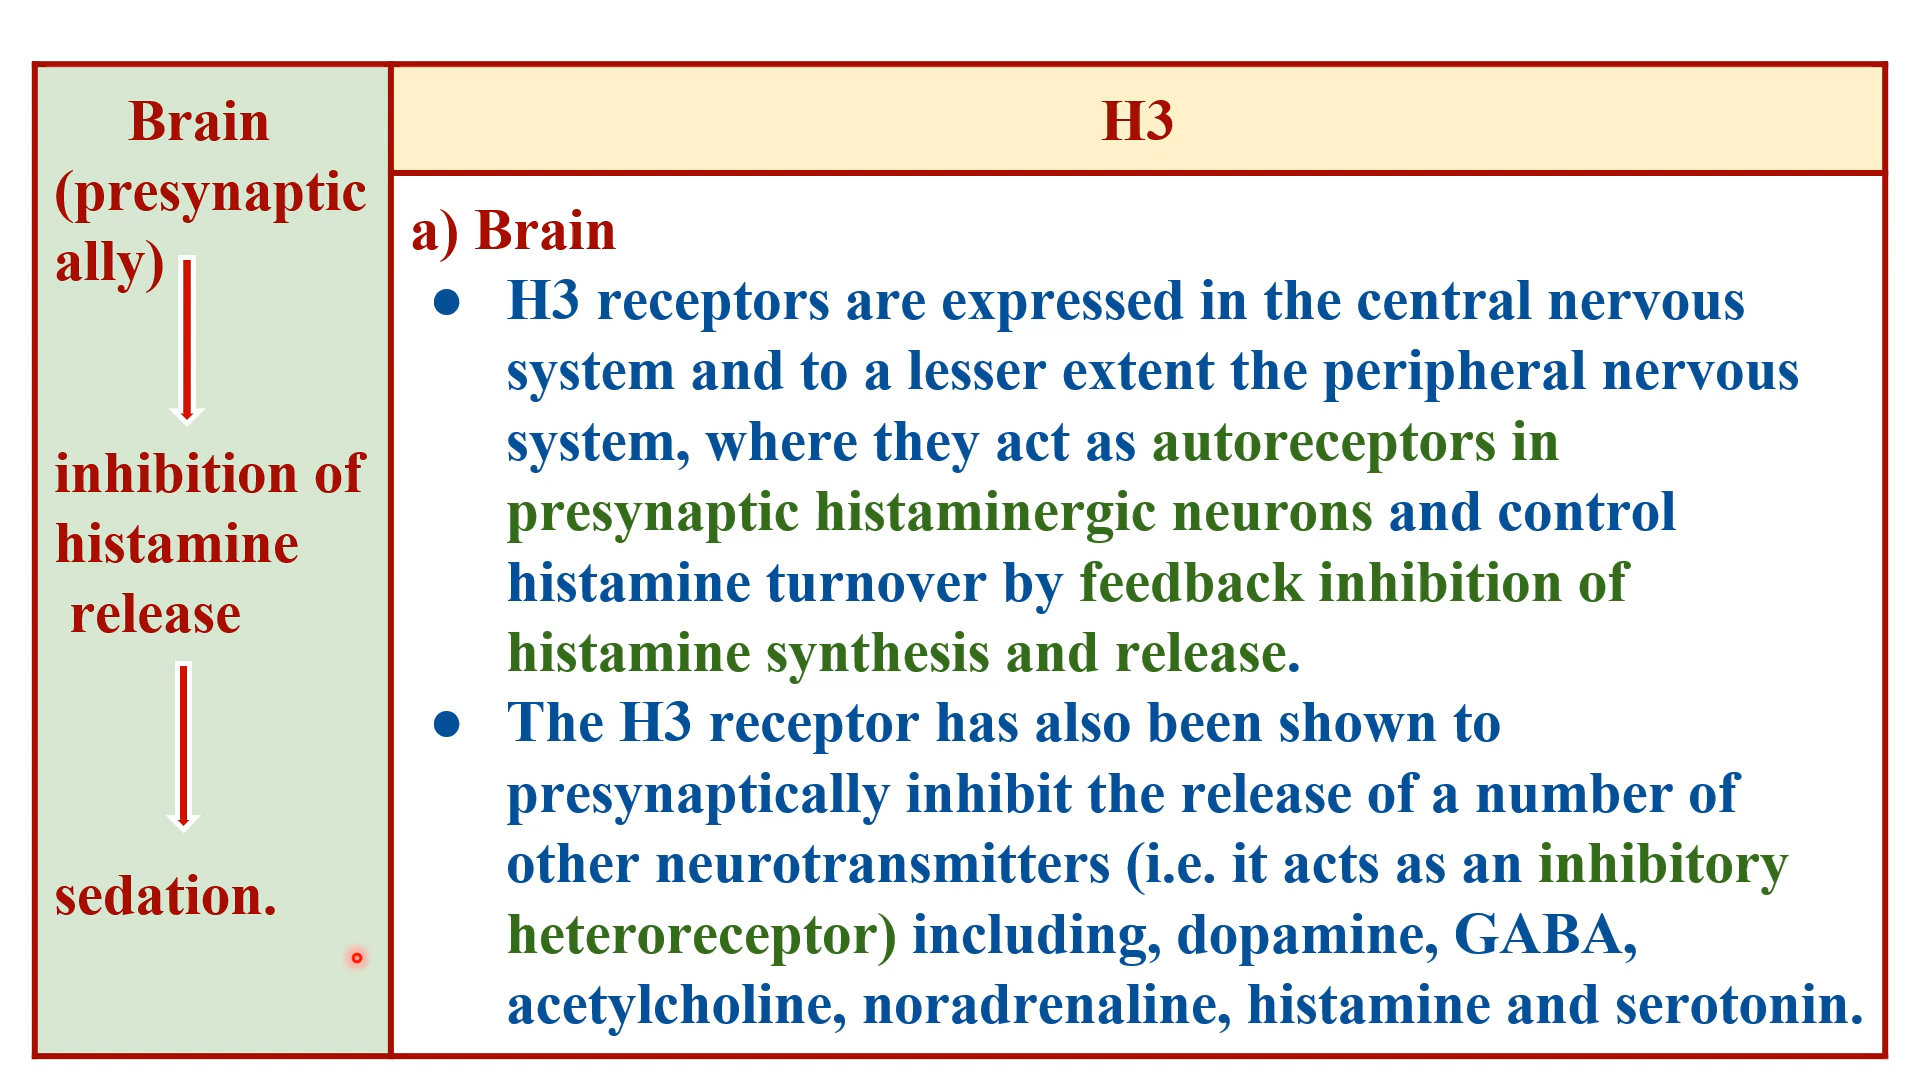 Brain
(presynaptic
ally)
inhibition of
histamine
release
sedation.
H3
a) Brain
● H3 receptors are expressed in the central nervous
system and to a lesser extent the peripheral nervous
system, where they act as autoreceptors in
presynaptic histaminergic neurons and control
histamine turnover by feedback inhibition of
histamine synthesis and release.
● The H3 receptor has also been shown to
presynaptically inhibit the release of a number of
other neurotransmitters (i.e. it acts as an inhibitory
heteroreceptor) including, dopamine, GABA,
acetylcholine, noradrenaline, histamine and serotonin.